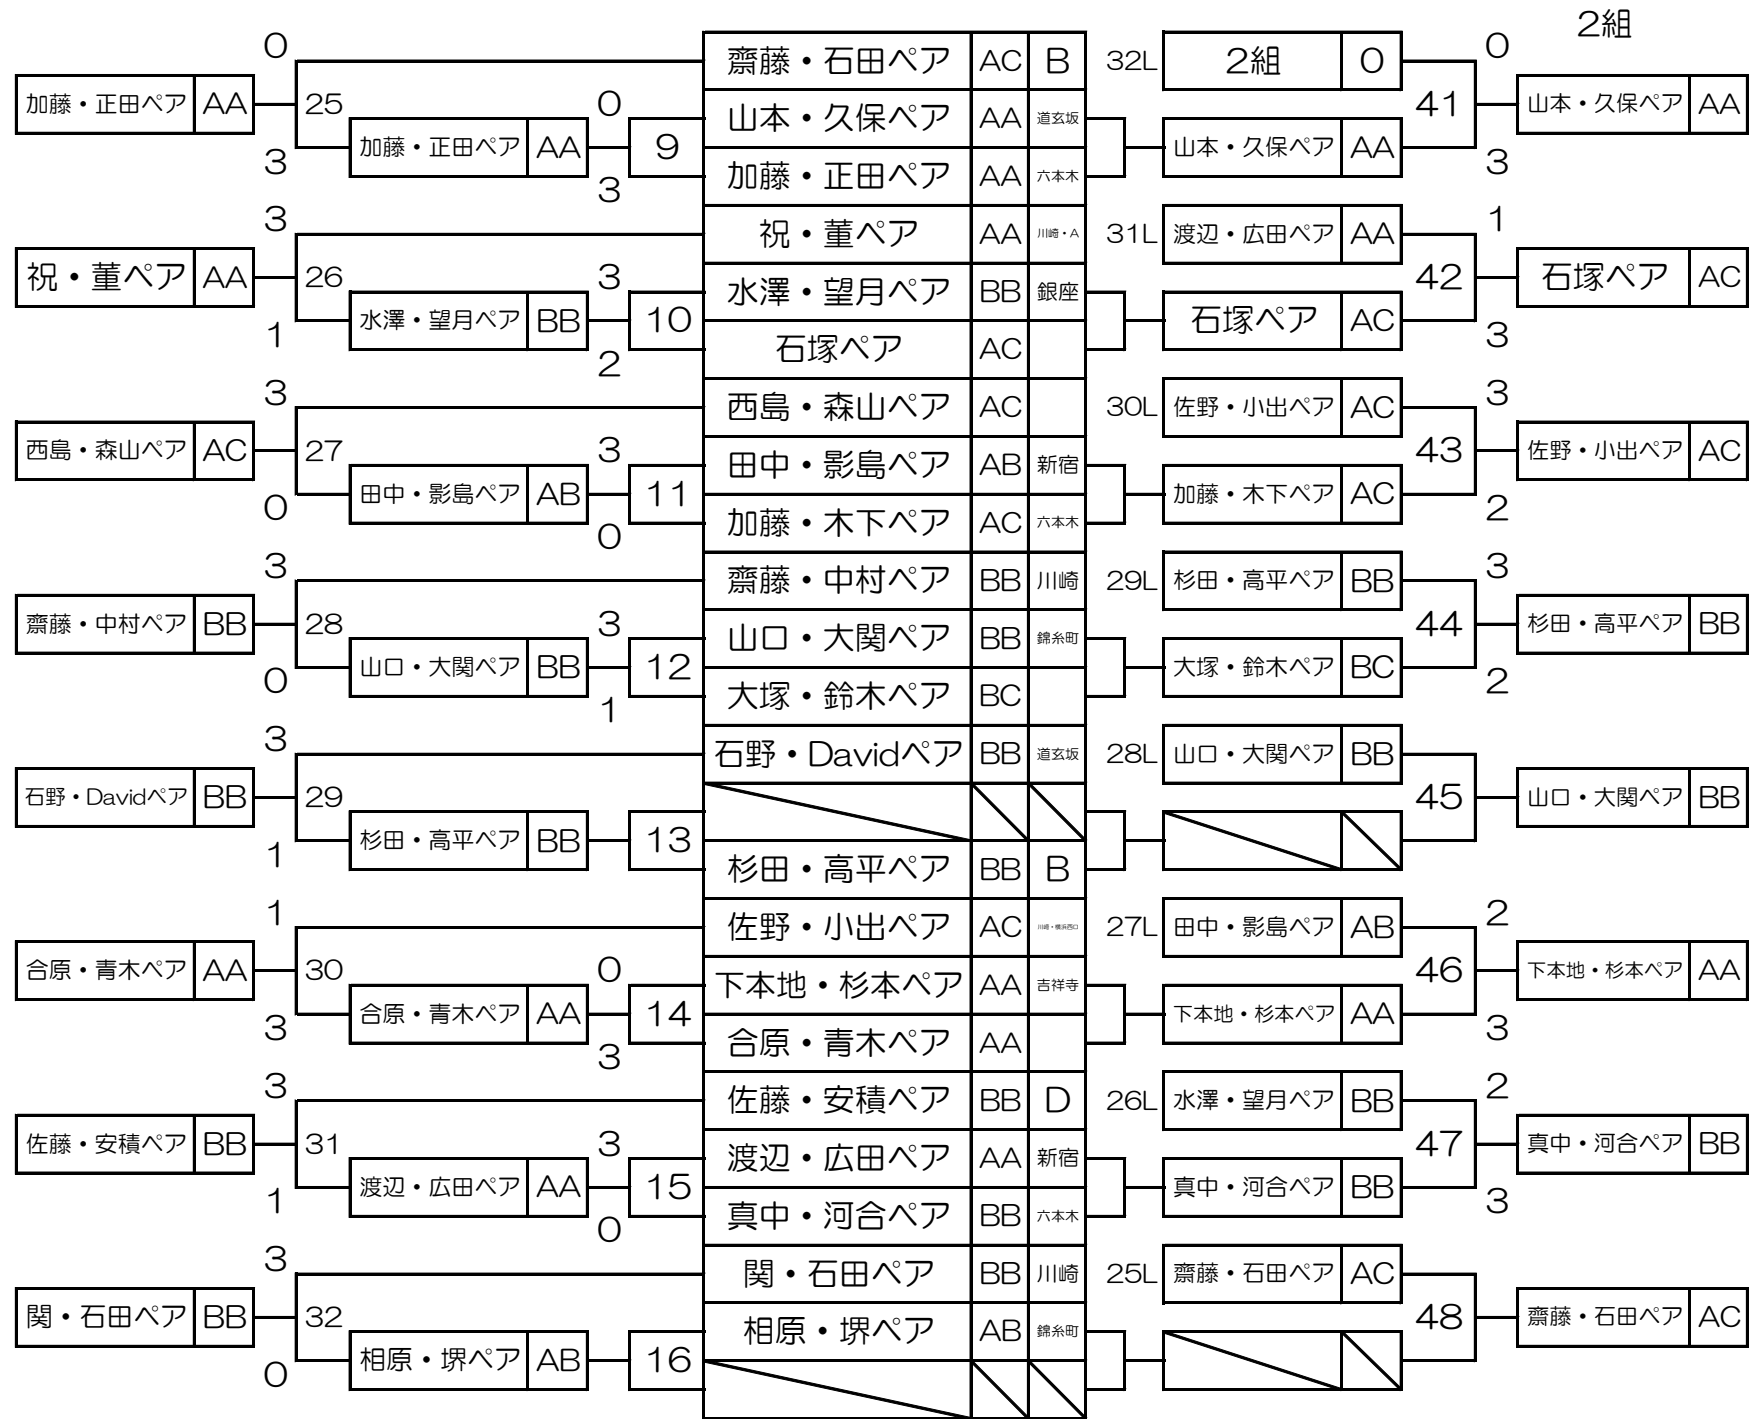 2組
0
齋藤・石田ペア AC B 32L 2組 0 0
加藤・正田ペア AA 25 山本・久保ペア AA
0 山本・久保ペア AA 道玄坂 41
加藤・正田ペア AA 9 山本・久保ペア AA
3 3 加藤・正田ペア AA 六本木 3
3 祝・董ペア AA 川崎・A 31L 渡辺・広田ペア AA 1
祝・董ペア AA 26 3 水澤・望月ペア BB 銀座 42 石塚ペア AC
水澤・望月ペア BB 10 石塚ペア AC
1 2 石塚ペア AC 3
3 西島・森山ペア AC 30L 佐野・小出ペア AC 3
西島・森山ペア AC 27 3 田中・影島ペア AB 新宿 43 佐野・小出ペア AC
田中・影島ペア AB 11 加藤・木下ペア AC
0 0 加藤・木下ペア AC 六本木 2
3 齋藤・中村ペア BB 川崎 29L 杉田・高平ペア BB 3
齋藤・中村ペア BB 28 3 山口・大関ペア BB 錦糸町 44 杉田・高平ペア BB
山口・大関ペア BB 12 大塚・鈴木ペア BC
0 1 大塚・鈴木ペア BC 2
3 石野・Davidペア BB 道玄坂 28L 山口・大関ペア BB
石野・Davidペア BB 29 45 山口・大関ペア BB
杉田・高平ペア BB 13
1 杉田・高平ペア BB B
1 佐野・小出ペア AC 川崎・横浜西口 27L 田中・影島ペア AB 2
合原・青木ペア AA 30 0 下本地・杉本ペア AA 吉祥寺 46 下本地・杉本ペア AA
合原・青木ペア AA 14 下本地・杉本ペア AA
3 3 合原・青木ペア AA 3
3 佐藤・安積ペア BB D 26L 水澤・望月ペア BB 2
佐藤・安積ペア BB 31 3 渡辺・広田ペア AA 新宿 47 真中・河合ペア BB
渡辺・広田ペア AA 15 真中・河合ペア BB
1 0 真中・河合ペア BB 六本木 3
3 関・石田ペア BB 川崎 25L 齋藤・石田ペア AC
関・石田ペア BB 32 相原・堺ペア AB 錦糸町 48 齋藤・石田ペア AC
相原・堺ペア AB 16
0